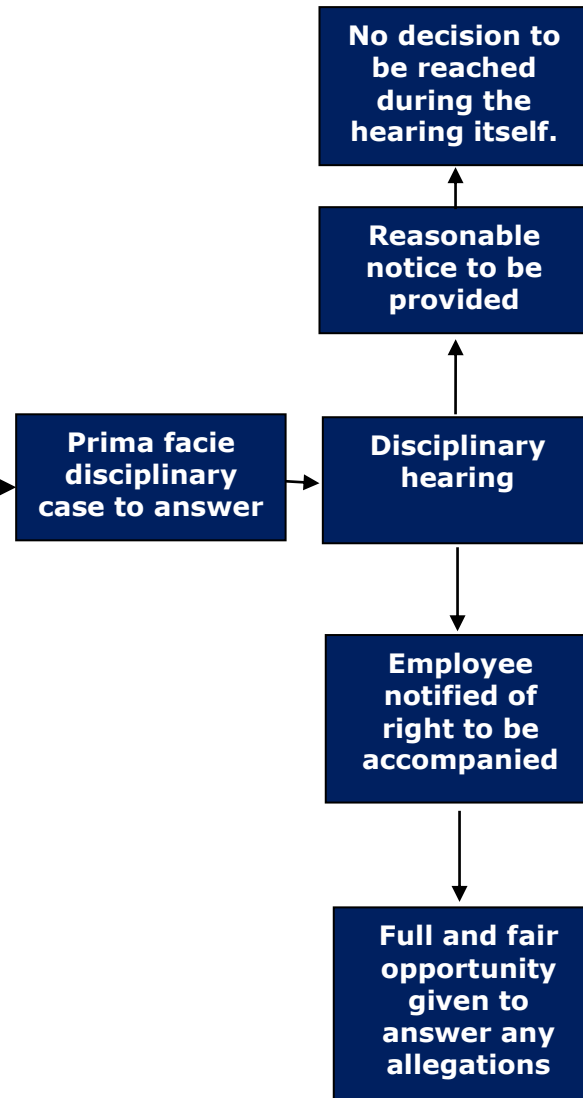 No decision to
be reached
during the
hearing itself.
Reasonable
notice to be
provided
Prima facie
disciplinary
case to answer
Disciplinary
hearing
Employee
notified of
right to be
accompanied
Full and fair
opportunity
given to
answer any
allegations